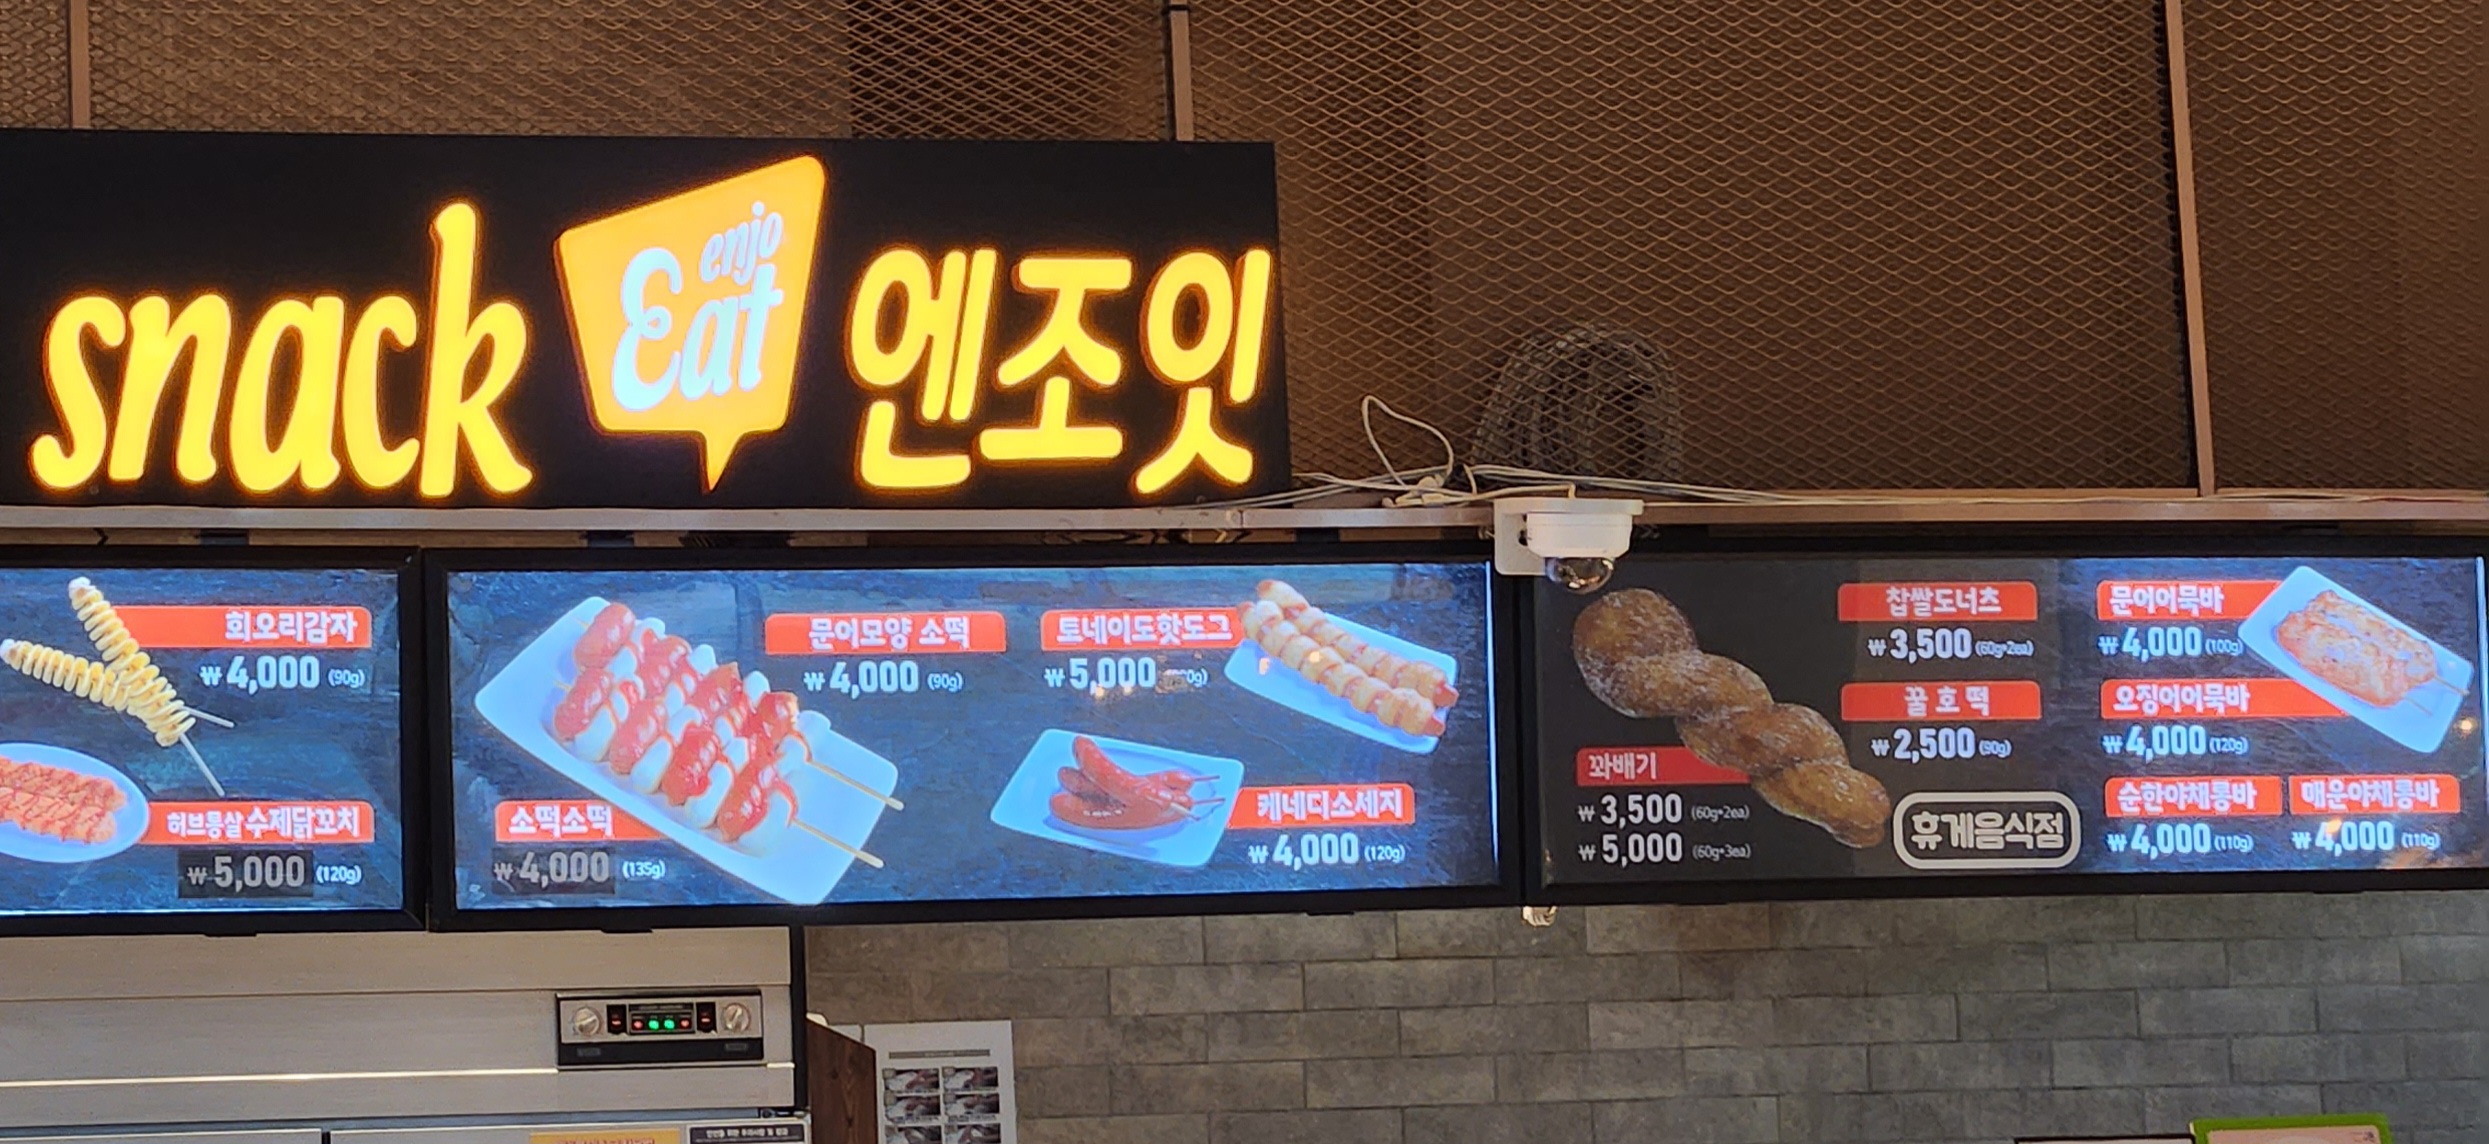 snack
enjo
Eat
엔조잇
회오리감자
₩4,000 (90g)
허브통살수제닭꼬치
₩5,000 (120g)
문어모양 소떡
₩4,000 (90g)
토네이도핫도그
₩5,000
소떡소떡
₩4,000 (135g)
케네디소세지
₩4,000 (120g)
꽈배기
₩3,500 (60g*2ea)
₩5,000 (60g*3ea)
찹쌀도너츠
₩3,500 (60g*2ea)
꿀호떡
₩2,500 (90g)
휴게음식점
문어어묵바
₩4,000 (100g)
오징어어묵바
₩4,000 (120g)
순한야채롱바
₩4,000 (110g)
매운야채롱바
₩4,000 (110g)